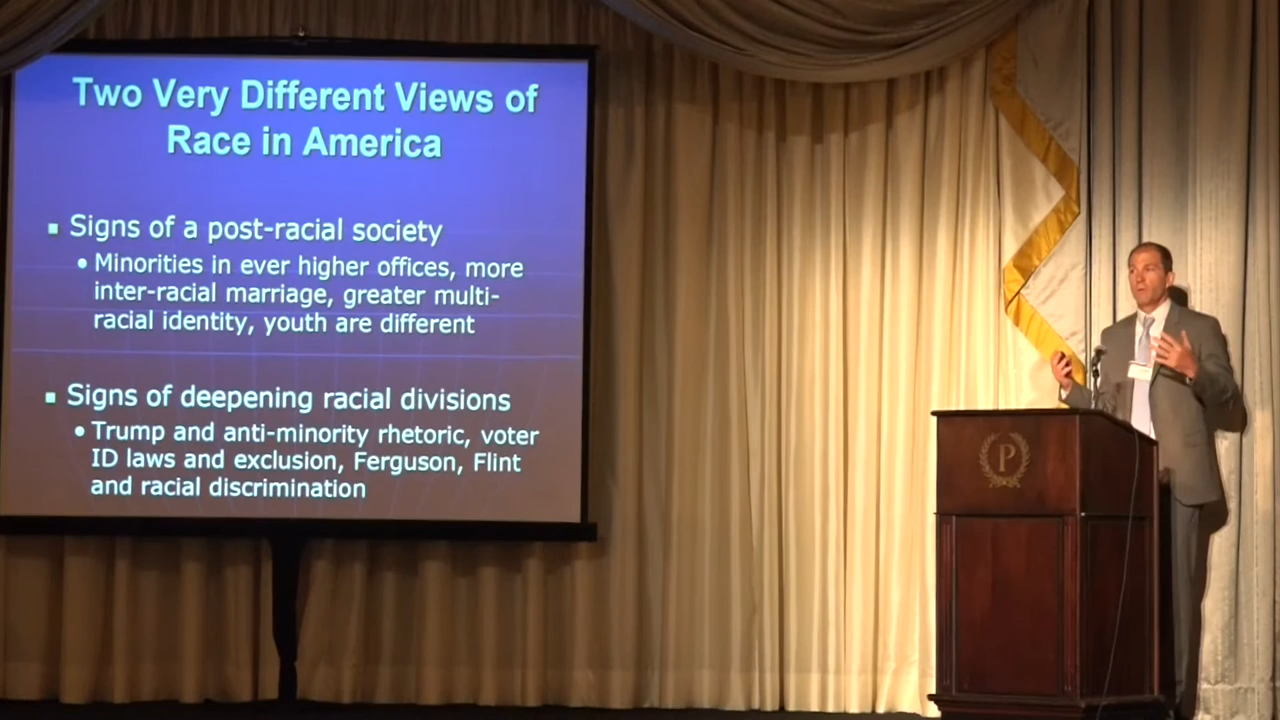 Two Very Different Views of
Race in America
Signs of a post-racial society
Minorities in ever higher offices, more
inter-racial marriage, greater multi-
racial identity, youth are different
Signs of deepening racial divisions
Trump and anti-minority rhetoric, voter
ID laws and exclusion, Ferguson, Flint
and racial discrimination
P